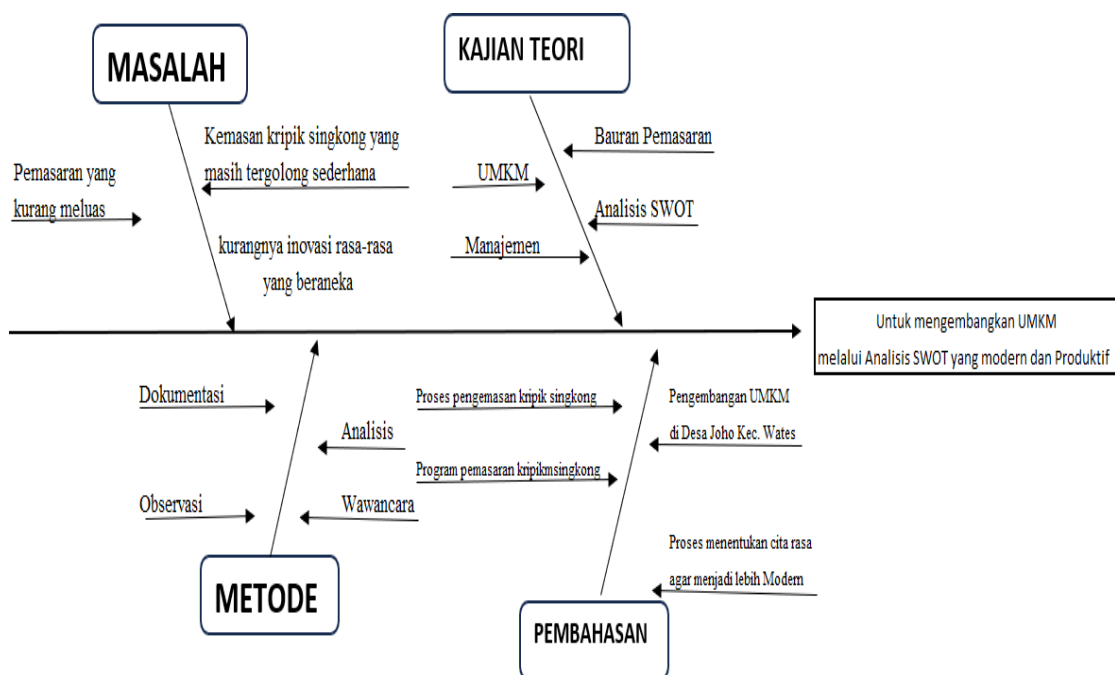 MASALAH
KAJIAN TEORI
Kemasan kripik singkong yang
masih tergolong sederhana
Pemasaran yang
kurang meluas
kurangnya inovasi rasa-rasa
yang beraneka
Bauran Pemasaran
UMKM
Analisis SWOT
Manajemen
Untuk mengembangkan UMKM
melalui Analisis SWOT yang modern dan Produktif
Dokumentasi
Analisis
Observasi
Wawancara
METODE
Proses pengemasan kripik singkong
Pengembangan UMKM
di Desa Joho Kec. Wates
Program pemasaran kripikmsingkong
Proses menentukan cita rasa
agar menjadi lebih Modern
PEMBAHASAN